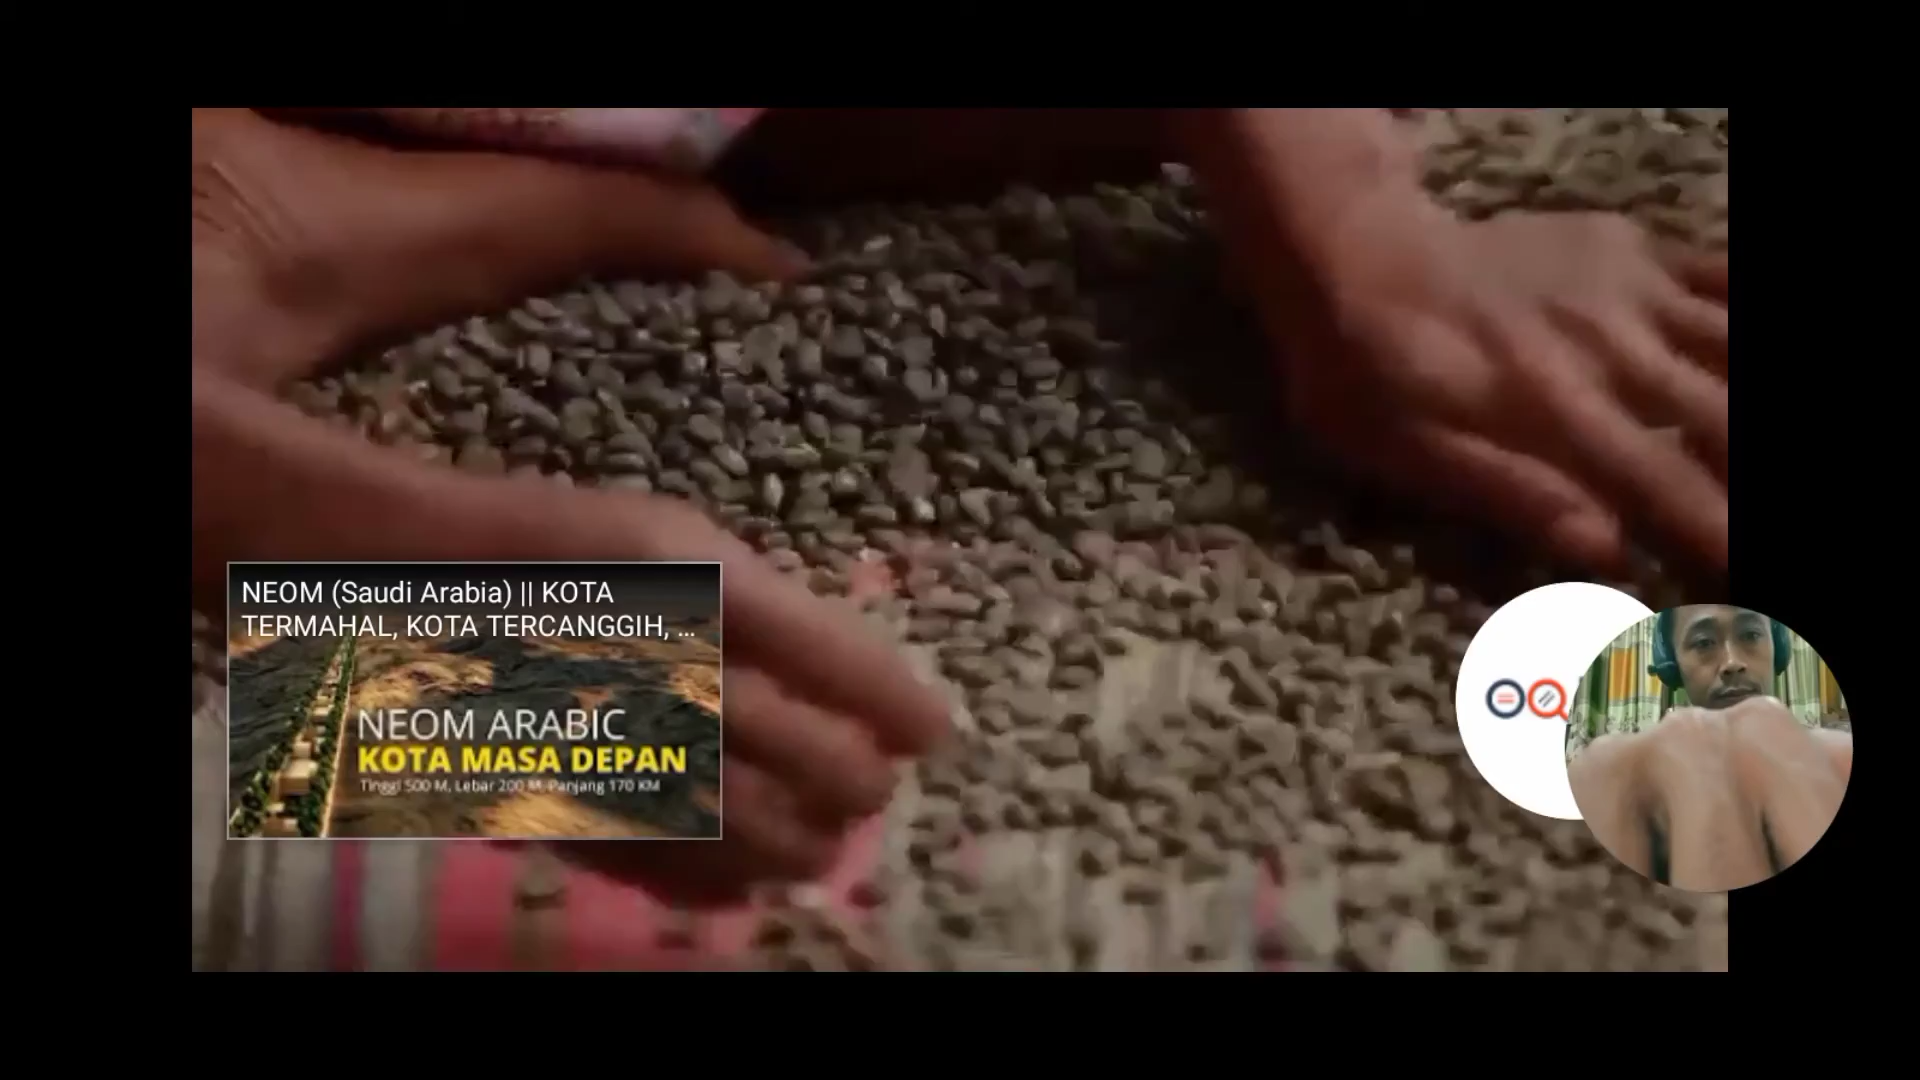 NEOM (Saudi Arabia) || KOTA
TERMAHAL, KOTA TERCANGGIH, ...
NEOM ARABIC
KOTA MASA DEPAN
Tinggi 500 M, Lebar 200 M, Panjang 170 KM